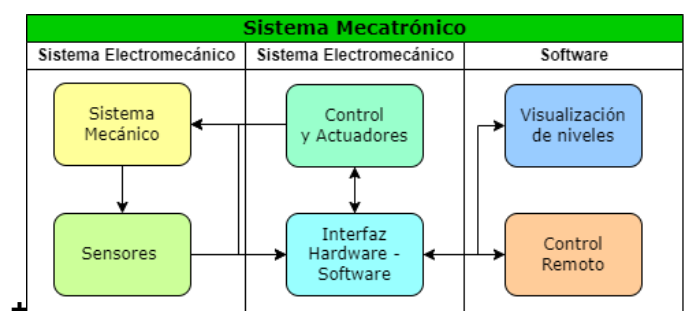 Sistema Mecatrónico
Sistema Electromecánico
Sistema Electromecánico
Software
Sistema
Mecánico
Control
y Actuadores
Visualización
de niveles
Sensores
Interfaz
Hardware -
Software
Control
Remoto